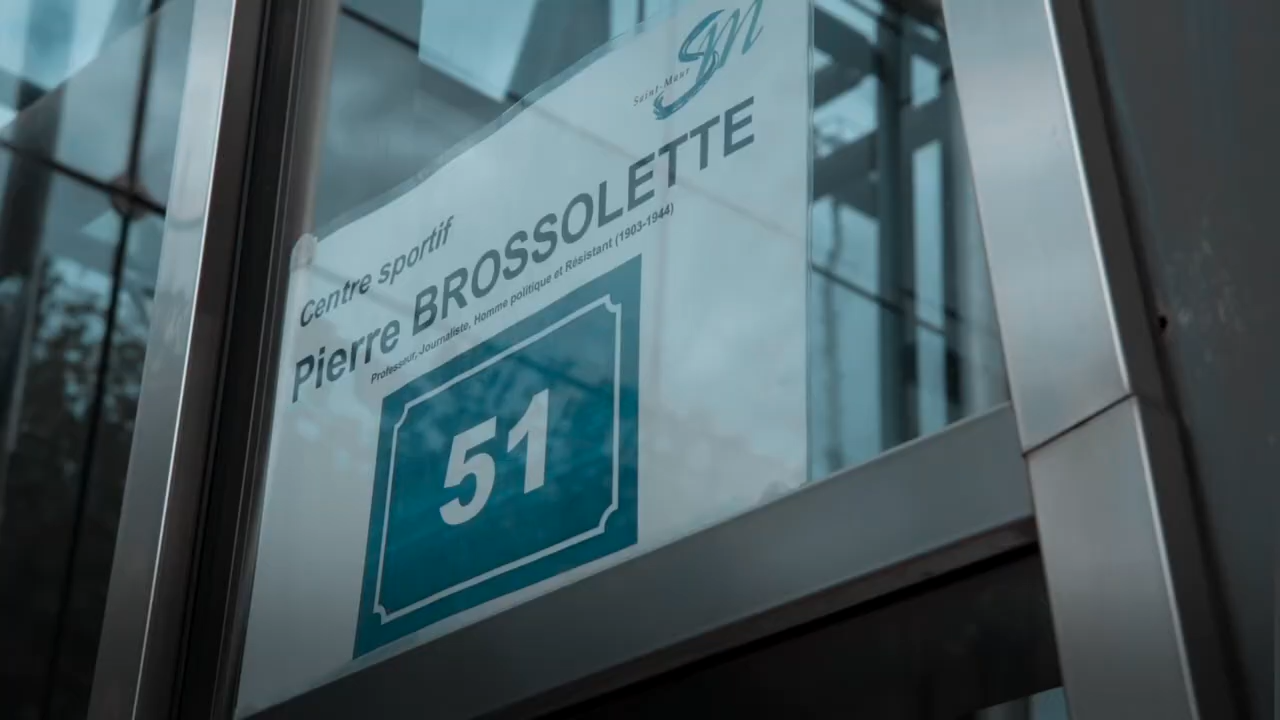 SM
Saint-Maur
Centre sportif
Pierre BROSSOLETTE
Professeur, Journaliste, Homme politique et Résistant (1903-1944)
51